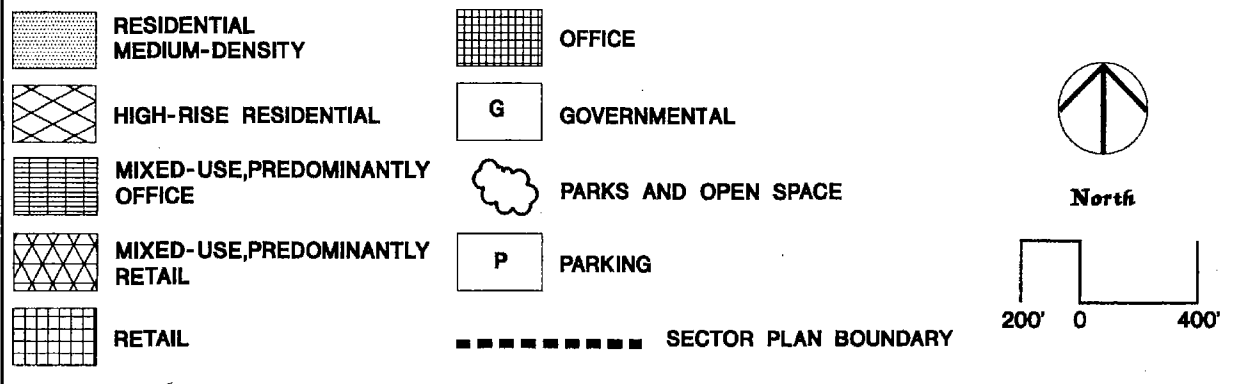 RESIDENTIAL
MEDIUM-DENSITY
HIGH-RISE RESIDENTIAL
MIXED-USE,PREDOMINANTLY
OFFICE
MIXED-USE,PREDOMINANTLY
RETAIL
RETAIL
OFFICE
G
GOVERNMENTAL
PARKS AND OPEN SPACE
P
PARKING
SECTOR PLAN BOUNDARY
North
200' 0 400'